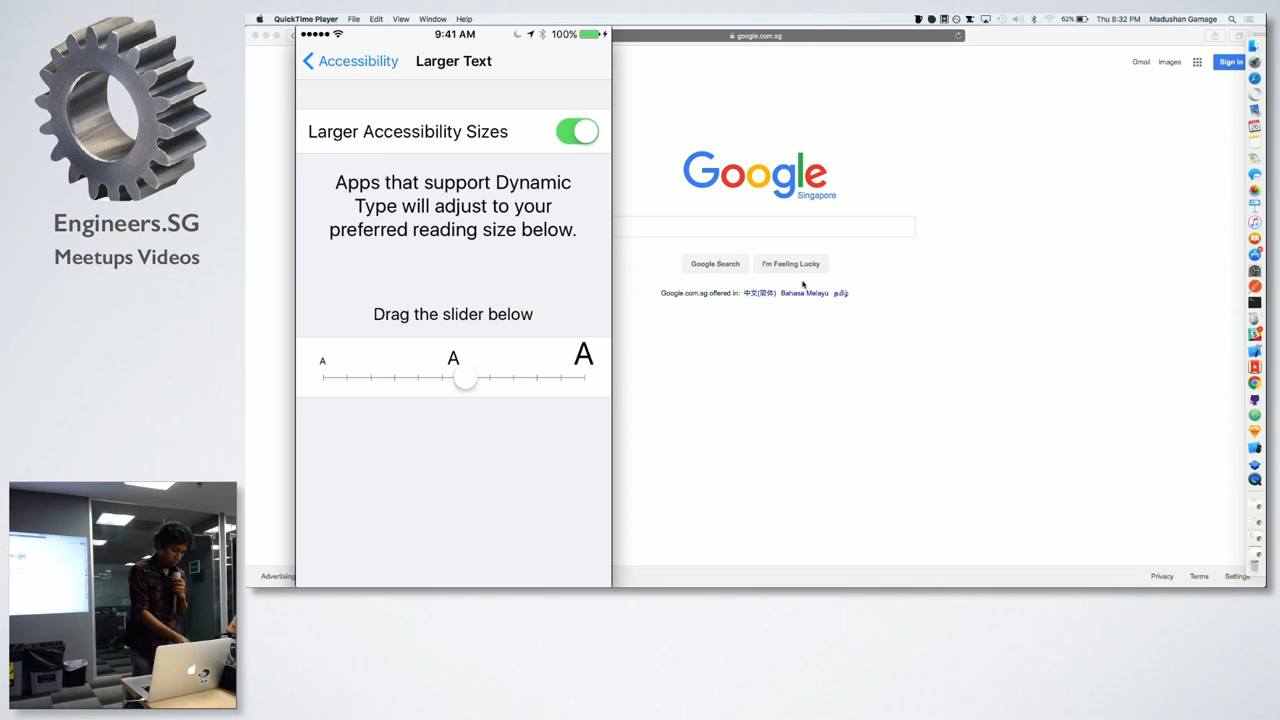 Engineers.SG
Meetups Videos
QuickTime Player File Edit View Window Help
62% Thu 8:32 PM Madushan Gamage
9:41 AM
100%
Accessibility
Larger Text
Larger Accessibility Sizes
Apps that support Dynamic
Type will adjust to your
preferred reading size below.
Drag the slider below
A A A
google.com.sg
Gmail Images Sign in
Google
Singapore
Google Search I'm Feeling Lucky
Google.com.sg offered in: 中文(简体) Bahasa Melayu தமிழ்
Advertising
Privacy Terms Settings